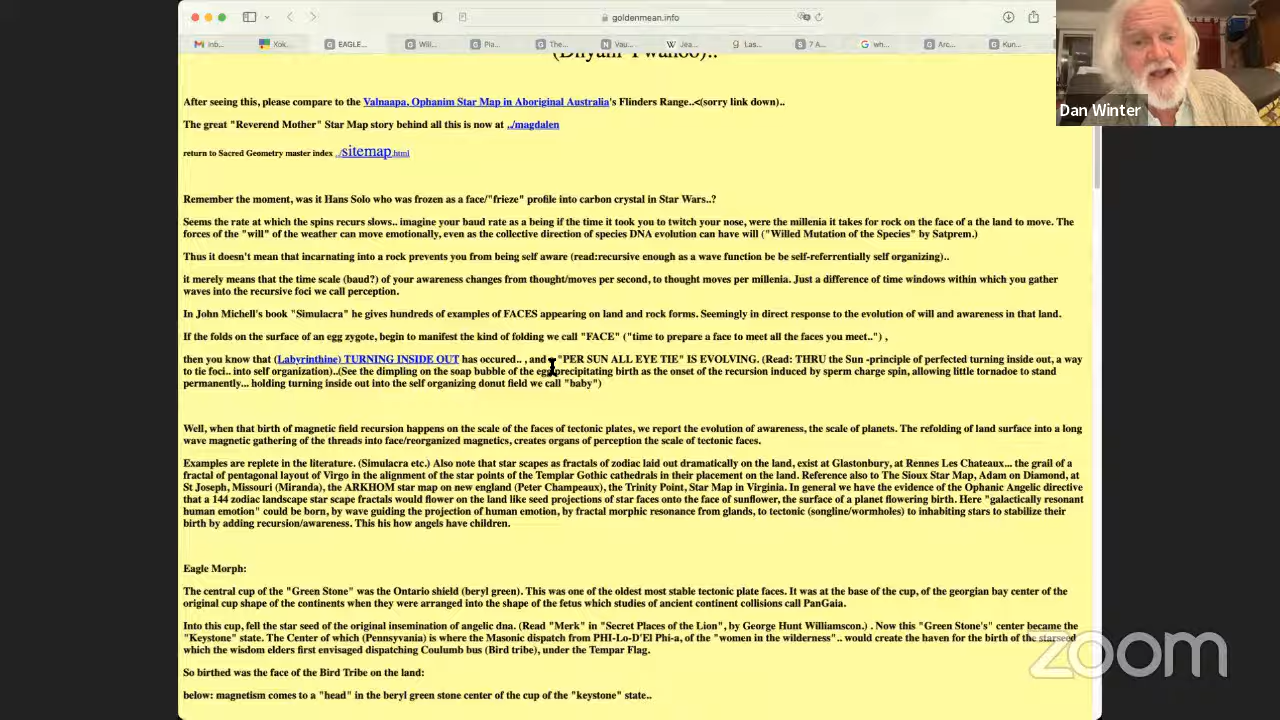 goldenmean.info
Inb...
Xok...
EAGLE...
Will...
Pla...
The...
Vau...
Jea...
Las...
7 A...
wh...
Arc...
Kun...
Dan Winter
(Dhyani Ywahoo)..
After seeing this, please compare to the Valnaapa, Ophanim Star Map in Aboriginal Australia's Flinders Range..<(sorry link down)..
The great "Reverend Mother" Star Map story behind all this is now at ../magdalen
return to Sacred Geometry master index ../sitemap.html
Remember the moment, was it Hans Solo who was frozen as a face/"frieze" profile into carbon crystal in Star Wars..?
Seems the rate at which the spins recurs slows.. imagine your baud rate as a being if the time it took you to twitch your nose, were the millenia it takes for rock on the face of a the land to move. The
forces of the "will" of the weather can move emotionally, even as the collective direction of species DNA evolution can have will ("Willed Mutation of the Species" by Satprem.)
Thus it doesn't mean that incarnating into a rock prevents you from being self aware (read:recursive enough as a wave function be be self-referrentially self organizing)..
it merely means that the time scale (baud?) of your awareness changes from thought/moves per second, to thought moves per millenia. Just a difference of time windows within which you gather
waves into the recursive foci we call perception.
In John Michell's book "Simulacra" he gives hundreds of examples of FACES appearing on land and rock forms. Seemingly in direct response to the evolution of will and awareness in that land.
If the folds on the surface of an egg zygote, begin to manifest the kind of folding we call "FACE" ("time to prepare a face to meet all the faces you meet..") ,
then you know that (Labyrinthine) TURNING INSIDE OUT has occured.. , and "PER SUN ALL EYE TIE" IS EVOLVING. (Read: THRU the Sun -principle of perfected turning inside out, a way
to tie foci.. into self organization)..(See the dimpling on the soap bubble of the egg precipitating birth as the onset of the recursion induced by sperm charge spin, allowing little tornadoe to stand
permanently... holding turning inside out into the self organizing donut field we call "baby")
Well, when that birth of magnetic field recursion happens on the scale of the faces of tectonic plates, we report the evolution of awareness, the scale of planets. The refolding of land surface into a long
wave magnetic gathering of the threads into face/reorganized magnetics, creates organs of perception the scale of tectonic faces.
Examples are replete in the literature. (Simulacra etc.) Also note that star scapes as fractals of zodiac laid out dramatically on the land, exist at Glastonbury, at Rennes Les Chateaux... the grail of a
fractal of pentagonal layout of Virgo in the alignment of the star points of the Templar Gothic cathedrals in their placement on the land. Reference also to The Sioux Star Map, Adam on Diamond, at
St Joseph, Missouri (Miranda), the ARKHOM star map on new england (Peter Champeaux), the Trinity Point, Star Map in Virginia. In general we have the evidence of the Ophanic Angelic directive
that a 144 zodiac landscape star scape fractals would flower on the land like seed projections of star faces onto the face of sunflower, the surface of a planet flowering birth. Here "galactically resonant
human emotion" could be born, by wave guiding the projection of human emotion, by fractal morphic resonance from glands, to tectonic (songline/wormholes) to inhabiting stars to stabilize their
birth by adding recursion/awareness. This his how angels have children.
Eagle Morph:
The central cup of the "Green Stone" was the Ontario shield (beryl green). This was one of the oldest most stable tectonic plate faces. It was at the base of the cup, of the georgian bay center of the
original cup shape of the continents when they were arranged into the shape of the fetus which studies of ancient continent collisions call PanGaia.
Into this cup, fell the star seed of the original insemination of angelic dna. (Read "Merk" in "Secret Places of the Lion", by George Hunt Williamscon.) . Now this "Green Stone's" center became the
"Keystone" state. The Center of which (Pennsyvania) is where the Masonic dispatch from PHI-Lo-D'El Phi-a, of the "women in the wilderness".. would create the haven for the birth of the starseed
which the wisdom elders first envisaged dispatching Coulumb bus (Bird tribe), under the Tempar Flag.
So birthed was the face of the Bird Tribe on the land:
below: magnetism comes to a "head" in the beryl green stone center of the cup of the "keystone" state..
zoom